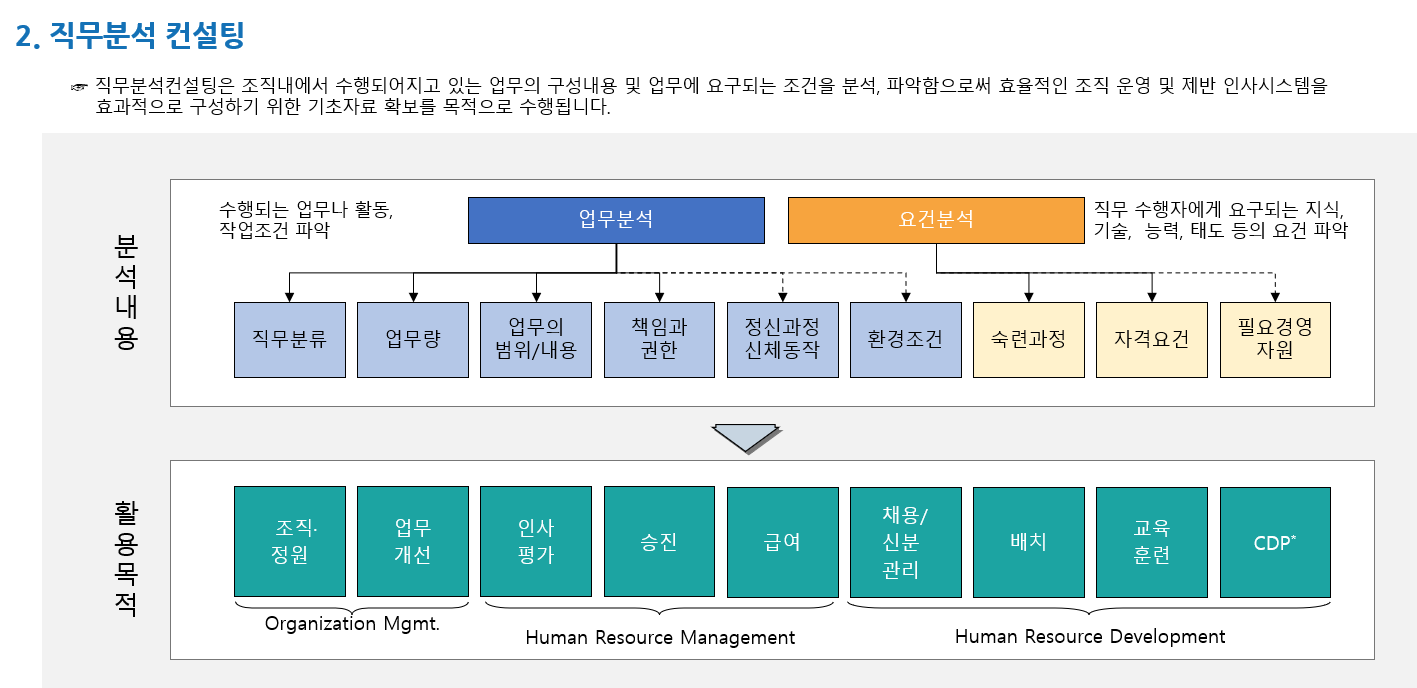 2. 직무분석 컨설팅
☞ 직무분석컨설팅은 조직내에서 수행되어지고 있는 업무의 구성내용 및 업무에 요구되는 조건을 분석, 파악함으로써 효율적인 조직 운영 및 제반 인사시스템을
효과적으로 구성하기 위한 기초자료 확보를 목적으로 수행됩니다.
분석내용
수행되는 업무나 활동,
작업조건 파악
업무분석
요건분석
직무 수행자에게 요구되는 지식,
기술, 능력, 태도 등의 요건 파악
직무분류
업무량
업무의
범위/내용
책임과
권한
정신과정
신체동작
환경조건
숙련과정
자격요건
필요경영
자원
활용목적
조직·
정원
업무
개선
인사
평가
승진
급여
채용/
신분
관리
배치
교육
훈련
CDP*
Organization Mgmt.
Human Resource Management
Human Resource Development